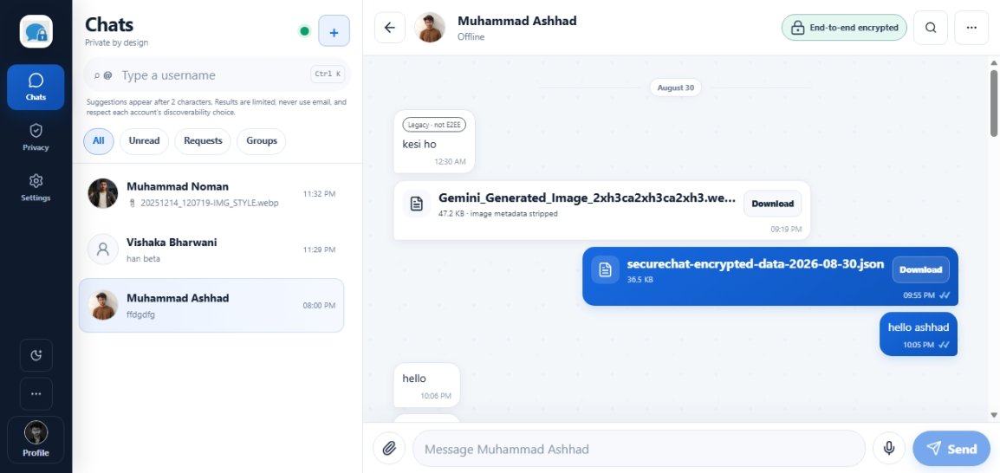 Chats
Privacy
Settings
Profile
Chats
Private by design
+
@ Type a username
Ctrl K
Suggestions appear after 2 characters. Results are limited, never use email, and
respect each account's discoverability choice.
All
Unread
Requests
Groups
Muhammad Noman
20251214_120719-IMG_STYLE.webp
11:32 PM
Vishaka Bharwani
han beta
11:29 PM
Muhammad Ashhad
ffdgdfg
08:00 PM
Muhammad Ashhad
Offline
End-to-end encrypted
August 30
Legacy · not E2EE
kesi ho
12:30 AM
Gemini_Generated_Image_2xh3ca2xh3ca2xh3.we...
47.2 KB · image metadata stripped
Download
09:19 PM
securechat-encrypted-data-2026-08-30.json
36.5 KB
Download
09:55 PM
hello ashhad
10:05 PM
hello
10:06 PM
Message Muhammad Ashhad
Send